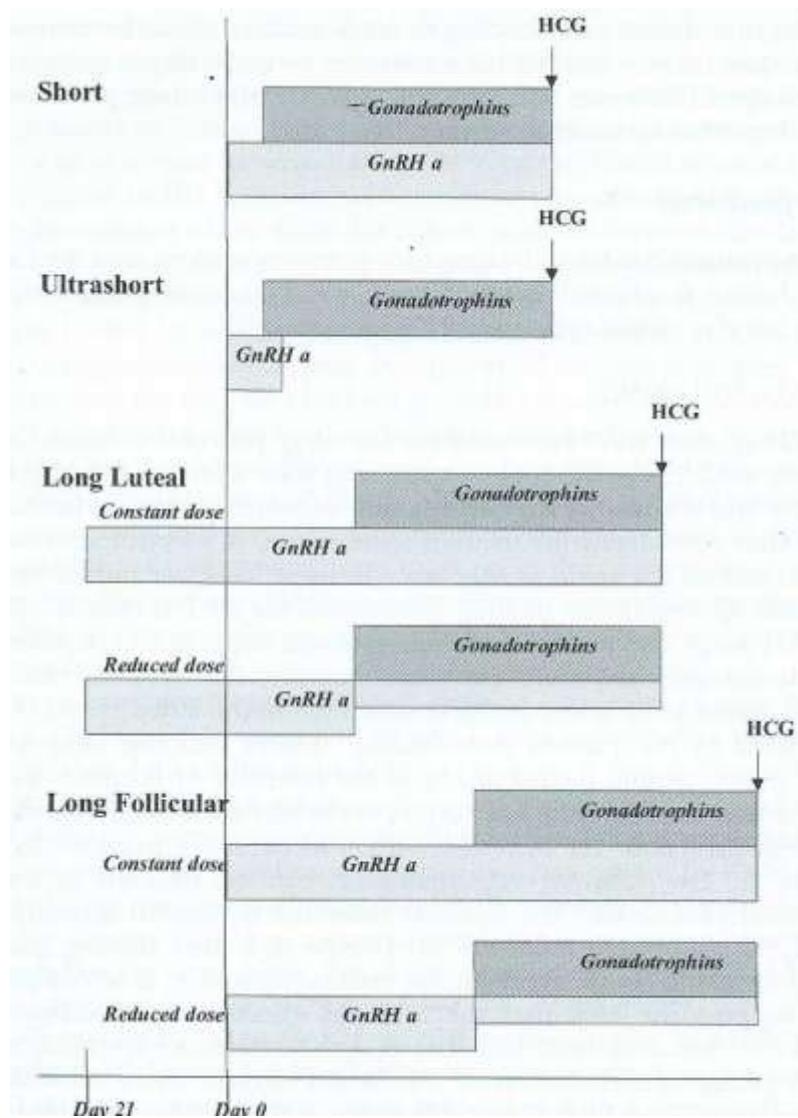 HCG
Short
Gonadotrophins
GnRH a
HCG
Ultrashort
Gonadotrophins
GnRH a
HCG
Long Luteal
Gonadotrophins
Constant dose
GnRH a
Gonadotrophins
Reduced dose
GnRH a
HCG
Long Follicular
Gonadotrophins
Constant dose
GnRH a
Gonadotrophins
Reduced dose
GnRH a
Day 21 Day 0